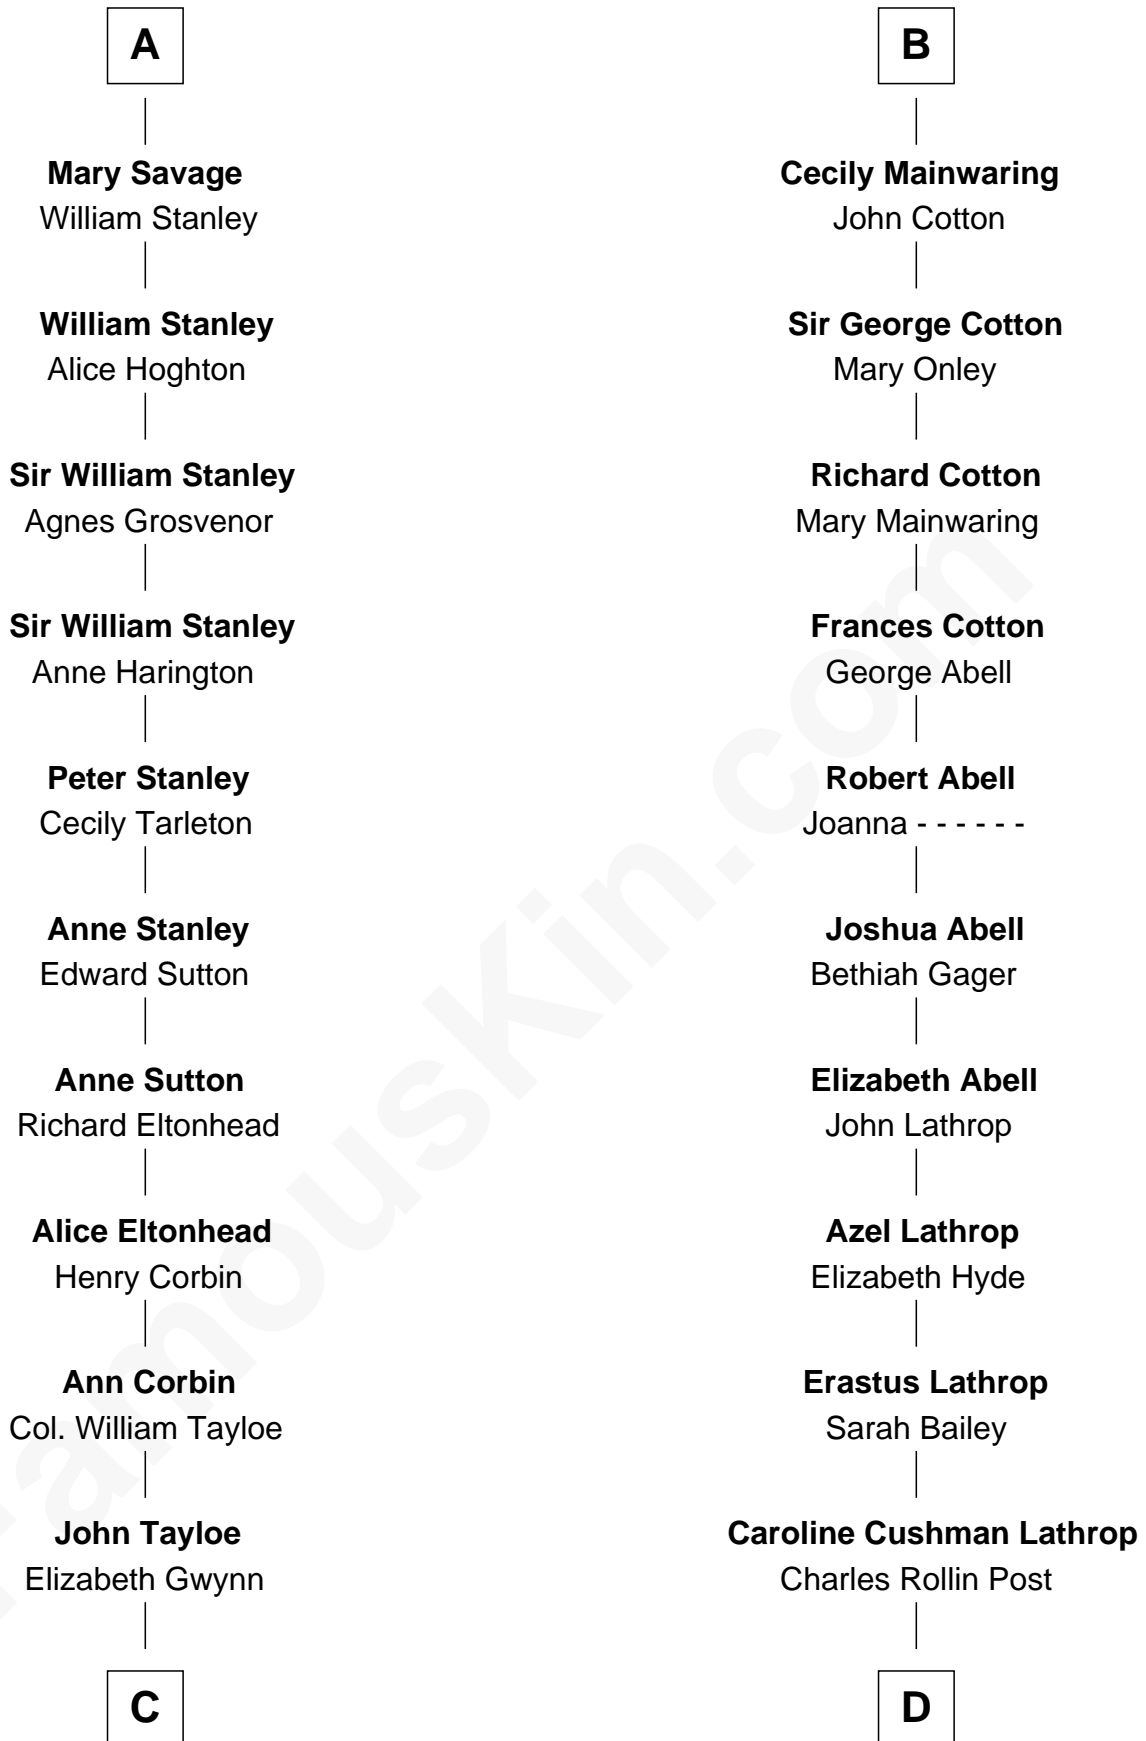 A
Mary Savage
William Stanley
William Stanley
Alice Hoghton
Sir William Stanley
Agnes Grosvenor
Sir William Stanley
Anne Harington
Peter Stanley
Cecily Tarleton
Anne Stanley
Edward Sutton
Anne Sutton
Richard Eltonhead
Alice Eltonhead
Henry Corbin
Ann Corbin
Col. William Tayloe
John Tayloe
Elizabeth Gwynn
C
B
Cecily Mainwaring
John Cotton
Sir George Cotton
Mary Onley
Richard Cotton
Mary Mainwaring
Frances Cotton
George Abell
Robert Abell
Joanna - - - - - -
Joshua Abell
Bethiah Gager
Elizabeth Abell
John Lathrop
Azel Lathrop
Elizabeth Hyde
Erastus Lathrop
Sarah Bailey
Caroline Cushman Lathrop
Charles Rollin Post
D
FamousKin.com